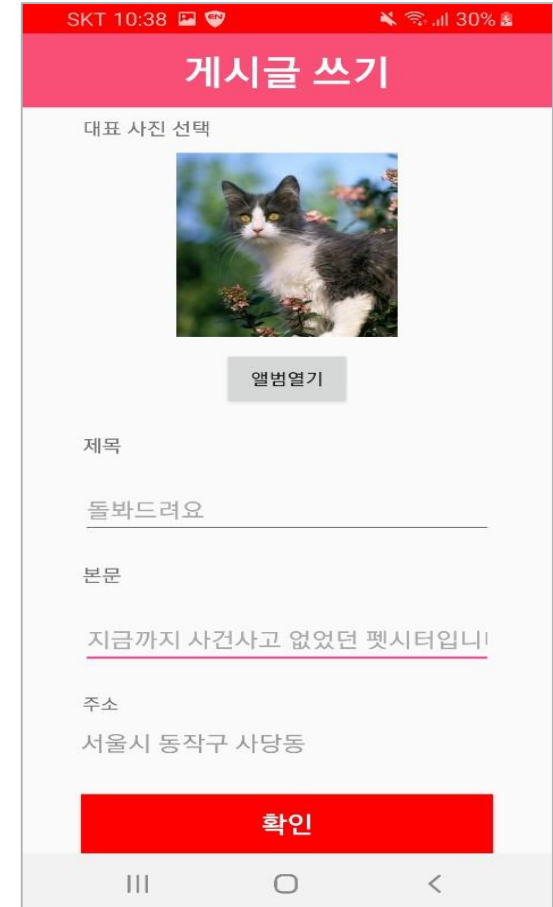 SKT 10:38 30%
게시글 쓰기
대표 사진 선택
앨범열기
제목
돌봐드려요
본문
지금까지 사건사고 없었던 펫시터입니
주소
서울시 동작구 사당동
확인